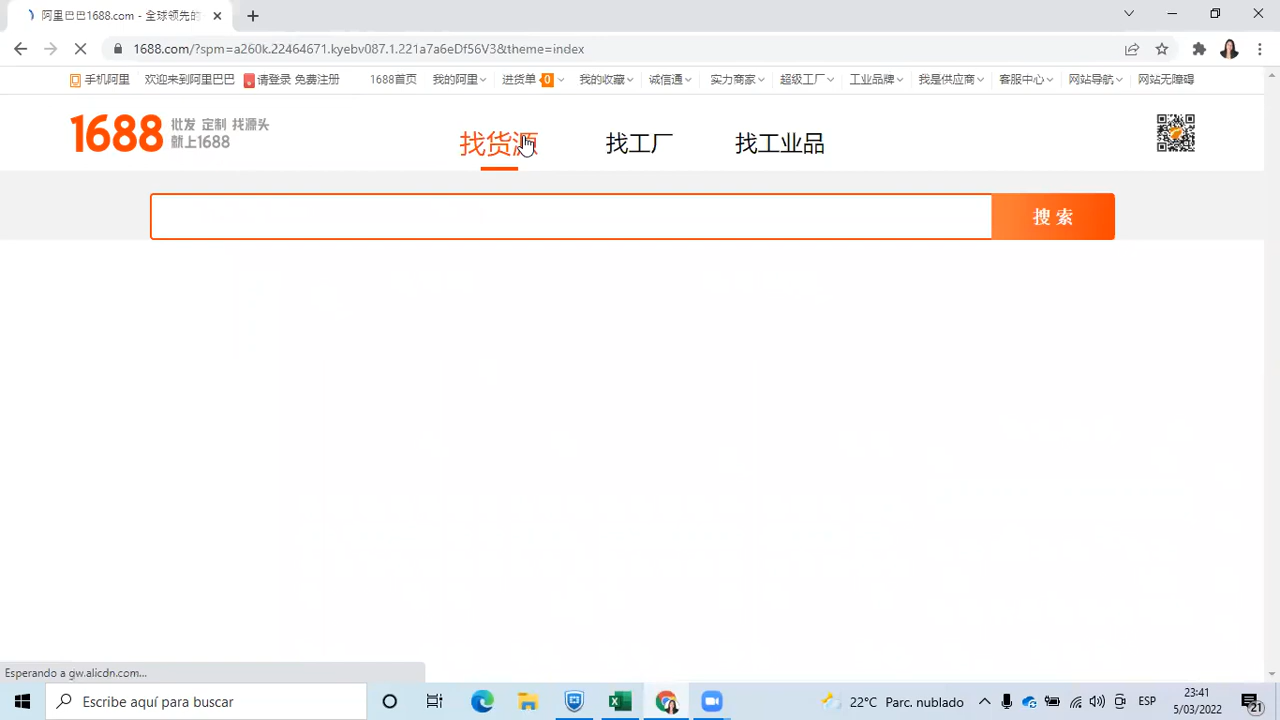 阿里巴巴1688.com - 全球领先的
1688.com/?spm=a260k.22464671.kyebv087.1.221a7a6eDf56V3&theme=index
手机阿里 欢迎来到阿里巴巴 请登录 免费注册 1688首页 我的阿里 进货单 0 我的收藏 诚信通 实力商家 超级工厂 工业品牌 我是供应商 客服中心 网站导航 网站无障碍
1688 批发 定制 找源头
就上1688
找货源 找工厂 找工业品
搜索
Esperando a gw.alicdn.com...
Escribe aquí para buscar
22°C Parc. nublado
ESP
23:41
5/03/2022
21